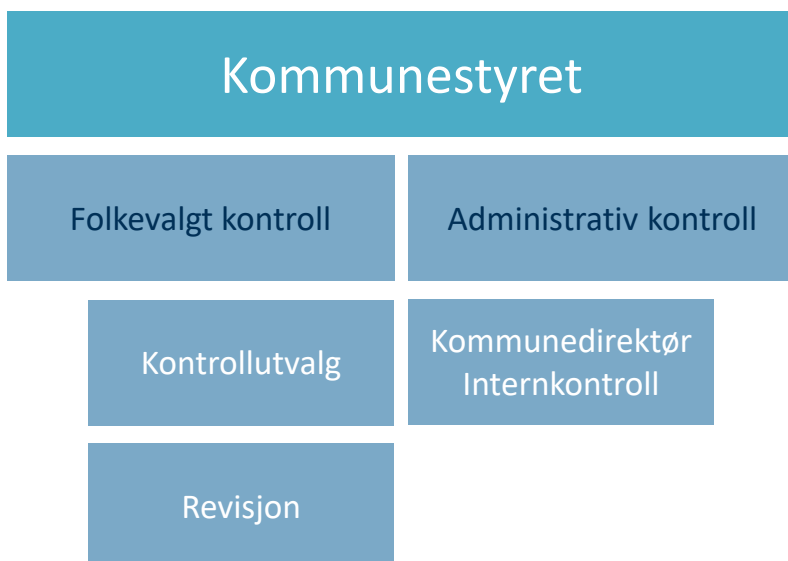 Kommunestyret
Folkevalgt kontroll
Administrativ kontroll
Kontrollutvalg
Kommunedirektør
Internkontroll
Revisjon